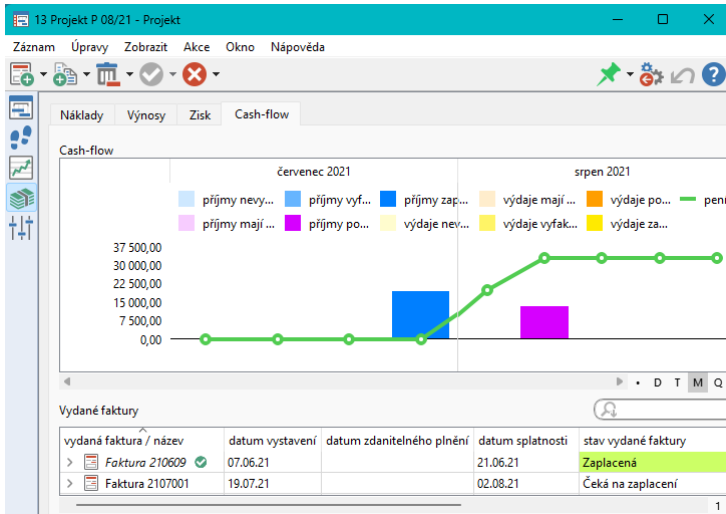 13 Projekt P 08/21 - Projekt
Záznam Úpravy Zobrazit Akce Okno Nápověda
Náklady Výnosy Zisk Cash-flow
Cash-flow
červenec 2021 srpen 2021
příjmy nevy... příjmy vyf... příjmy zap... výdaje mají ... výdaje po... pení
příjmy mají ... příjmy po... výdaje nev... výdaje vyfak... výdaje za...
37 500,00
30 000,00
22 500,00
15 000,00
7 500,00
0,00
D T M Q
Vydané faktury
vydaná faktura / název datum vystavení datum zdanitelného plnění datum splatnosti stav vydané faktury
Faktura 210609 07.06.21 21.06.21 Zaplacená
Faktura 2107001 19.07.21 02.08.21 Čeká na zaplacení
1